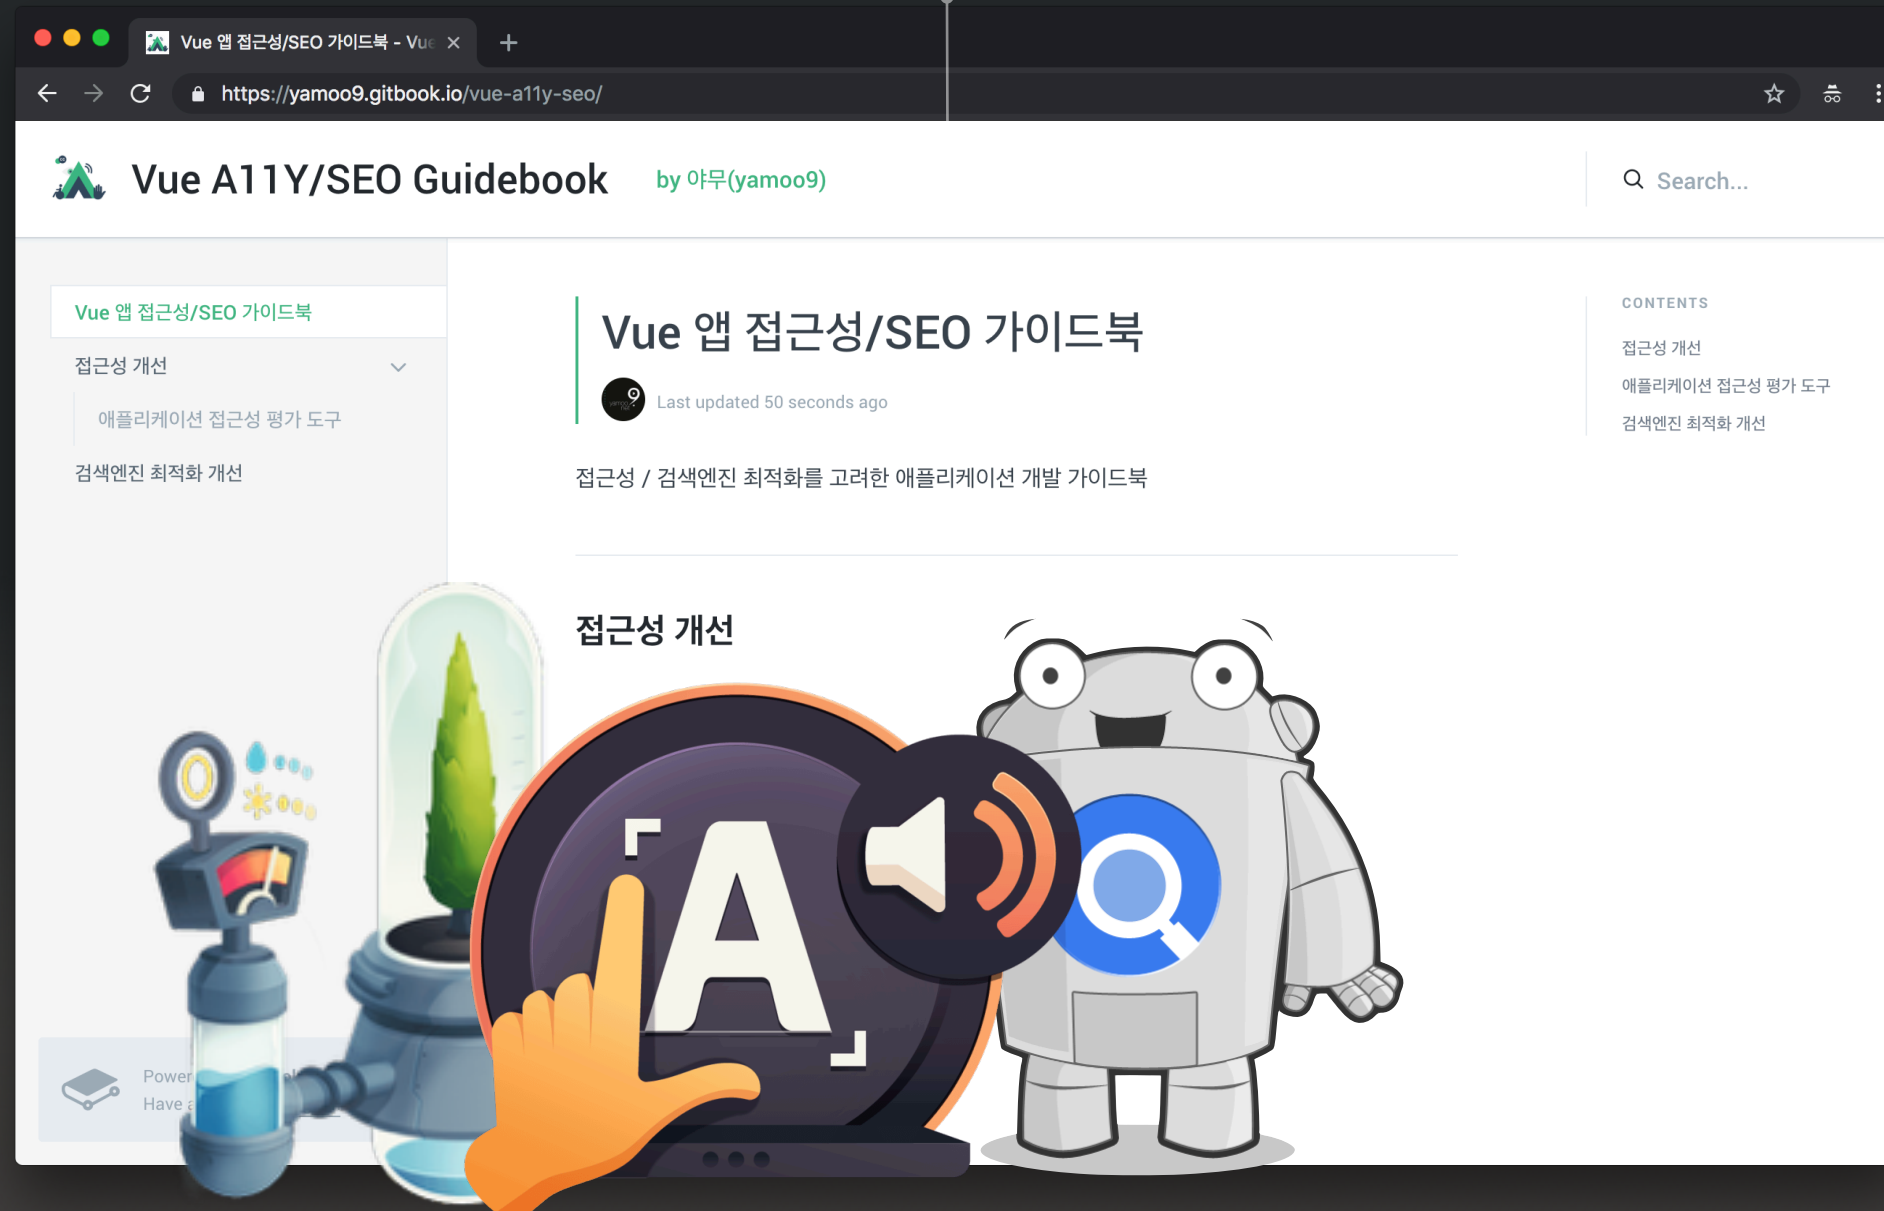 Vue 앱 접근성/SEO 가이드북 - Vue
https://yamoo9.gitbook.io/vue-a11y-seo/
Vue A11Y/SEO Guidebook
by 야무(yamoo9)
Search...
Vue 앱 접근성/SEO 가이드북
접근성 개선
애플리케이션 접근성 평가 도구
검색엔진 최적화 개선
Vue 앱 접근성/SEO 가이드북
Last updated 50 seconds ago
접근성 / 검색엔진 최적화를 고려한 애플리케이션 개발 가이드북
접근성 개선
CONTENTS
접근성 개선
애플리케이션 접근성 평가 도구
검색엔진 최적화 개선
A
Have